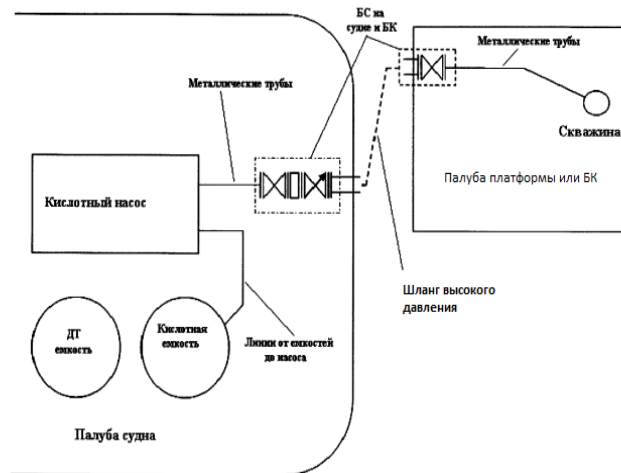 БС на
судне и БК
Металлические трубы
Металлические трубы
Скважина
Палуба платформы или БК
Кислотный насос
Шланг высокого
давления
ДТ
емкость
Кислотная
емкость
Линии от емкостей
до насоса
Палуба судна